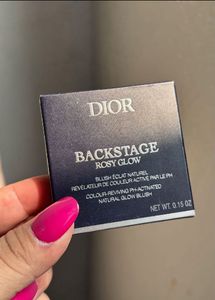 DIOR
BACKSTAGE
ROSY GLOW
BLUSH ÉCLAT NATUREL
RÉVÉLATEUR DE COULEUR ACTIVÉ PAR LE PH
COLOUR-REVIVING PH-ACTIVATED
NATURAL GLOW BLUSH
NET WT. 0.15 OZ